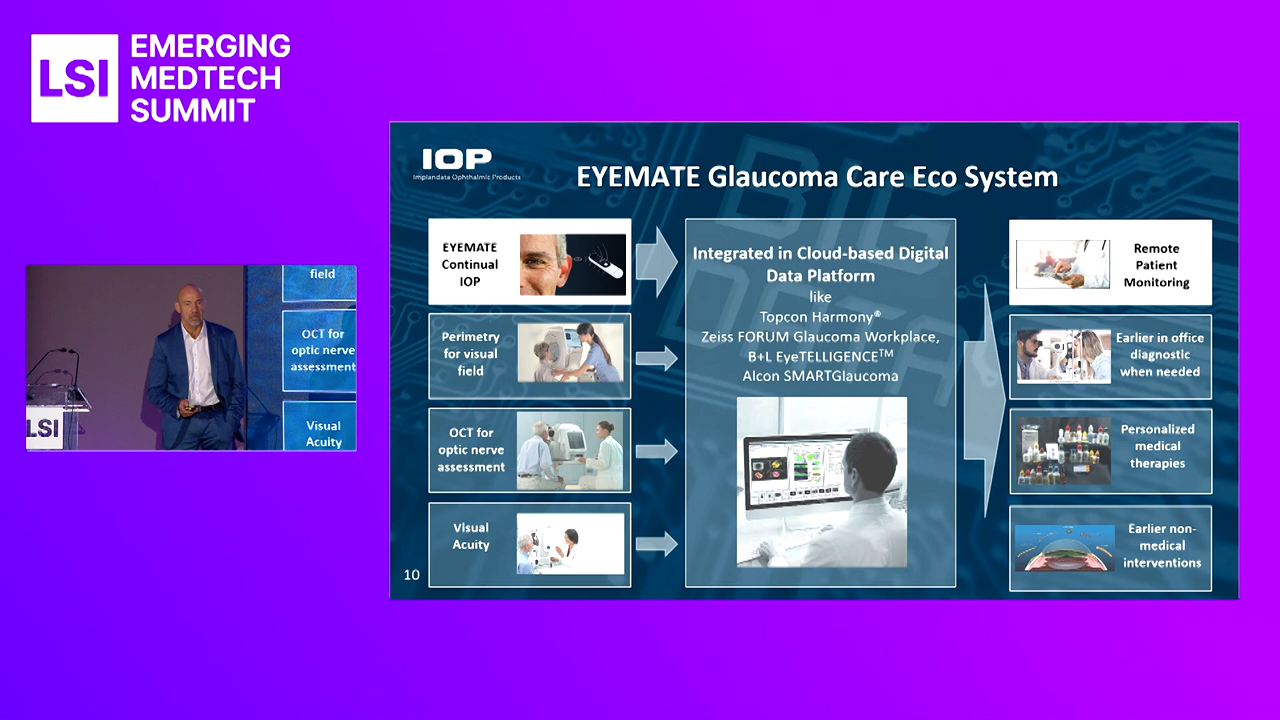 LSI
EMERGING
MEDTECH
SUMMIT
IOP
Implandata Ophthalmic Products
EYEMATE Glaucoma Care Eco System
EYEMATE
Continual
IOP
Perimetry
for visual
field
OCT for
optic nerve
assessment
Visual
Acuity
10
Integrated in Cloud-based Digital
Data Platform
like
Topcon Harmony®
Zeiss FORUM Glaucoma Workplace,
B+L EyeTELLIGENCE™
Alcon SMARTGlaucoma
Remote
Patient
Monitoring
Earlier in office
diagnostic
when needed
Personalized
medical
therapies
Earlier non-
medical
interventions
BIG
DATA
field
OCT for
optic nerve
assessment
Visual
Acuity
LSI